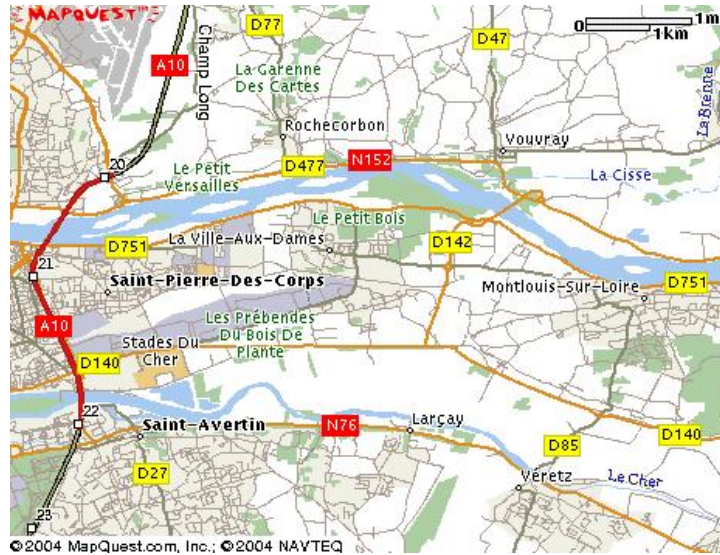 MAPQUEST
D77
D47
0
1m
1km
A10
Champ Long
La Garenne
Des Cartes
La Brenne
Rochecorbon
Vouvray
20
Le Petit
Versailles
D477
N152
La Cisse
Le Petit Bois
D751
La Ville-Aux-Dames
D142
21
Saint-Pierre-Des-Corps
Montlouis-Sur-Loire
D751
A10
Les Prébendes
Du Bois De
Plante
Stades Du
Cher
D140
22
Saint-Avertin
N76
Larçay
D85
D140
D27
Véretz
Le Cher
23
©2004 MapQuest.com, Inc.; ©2004 NAVTEQ